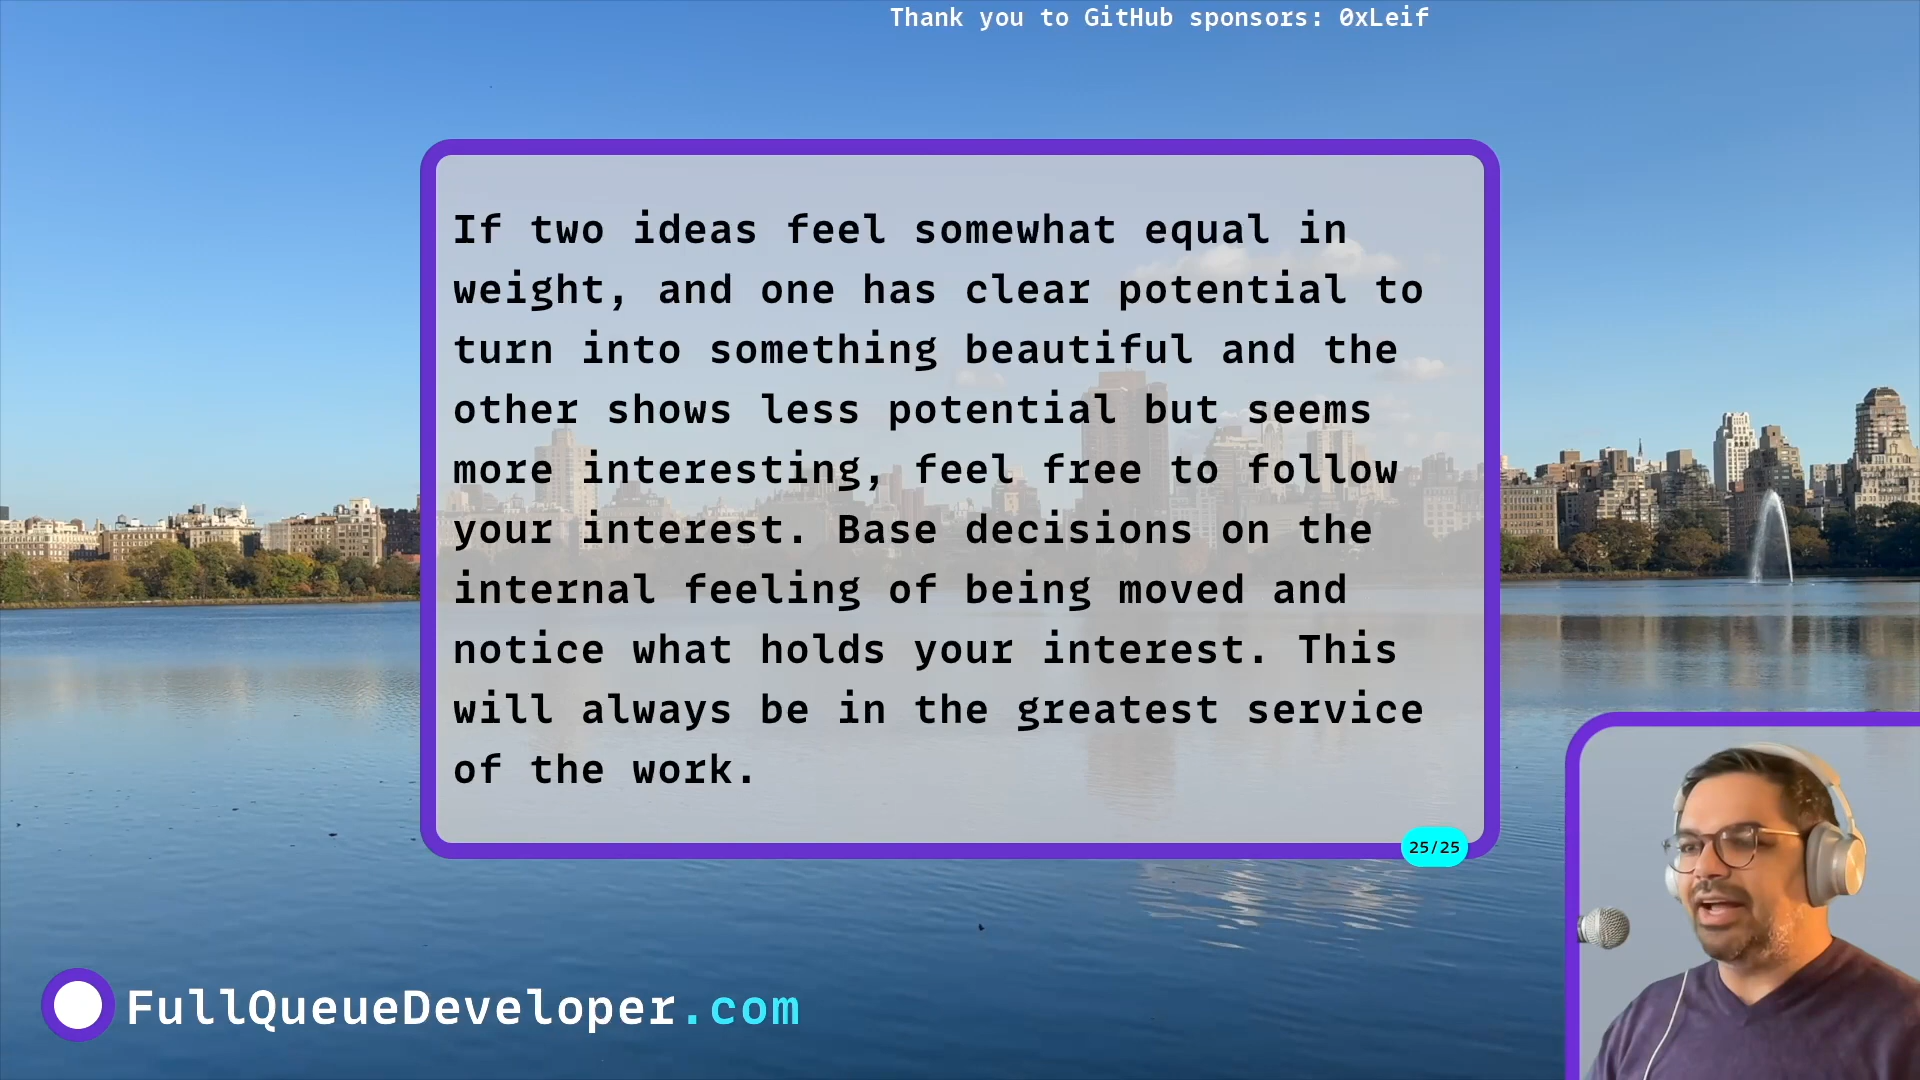 Thank you to GitHub sponsors: 0xLeif
If two ideas feel somewhat equal in
weight, and one has clear potential to
turn into something beautiful and the
other shows less potential but seems
more interesting, feel free to follow
your interest. Base decisions on the
internal feeling of being moved and
notice what holds your interest. This
will always be in the greatest service
of the work.
25/25
FullQueueDeveloper.com